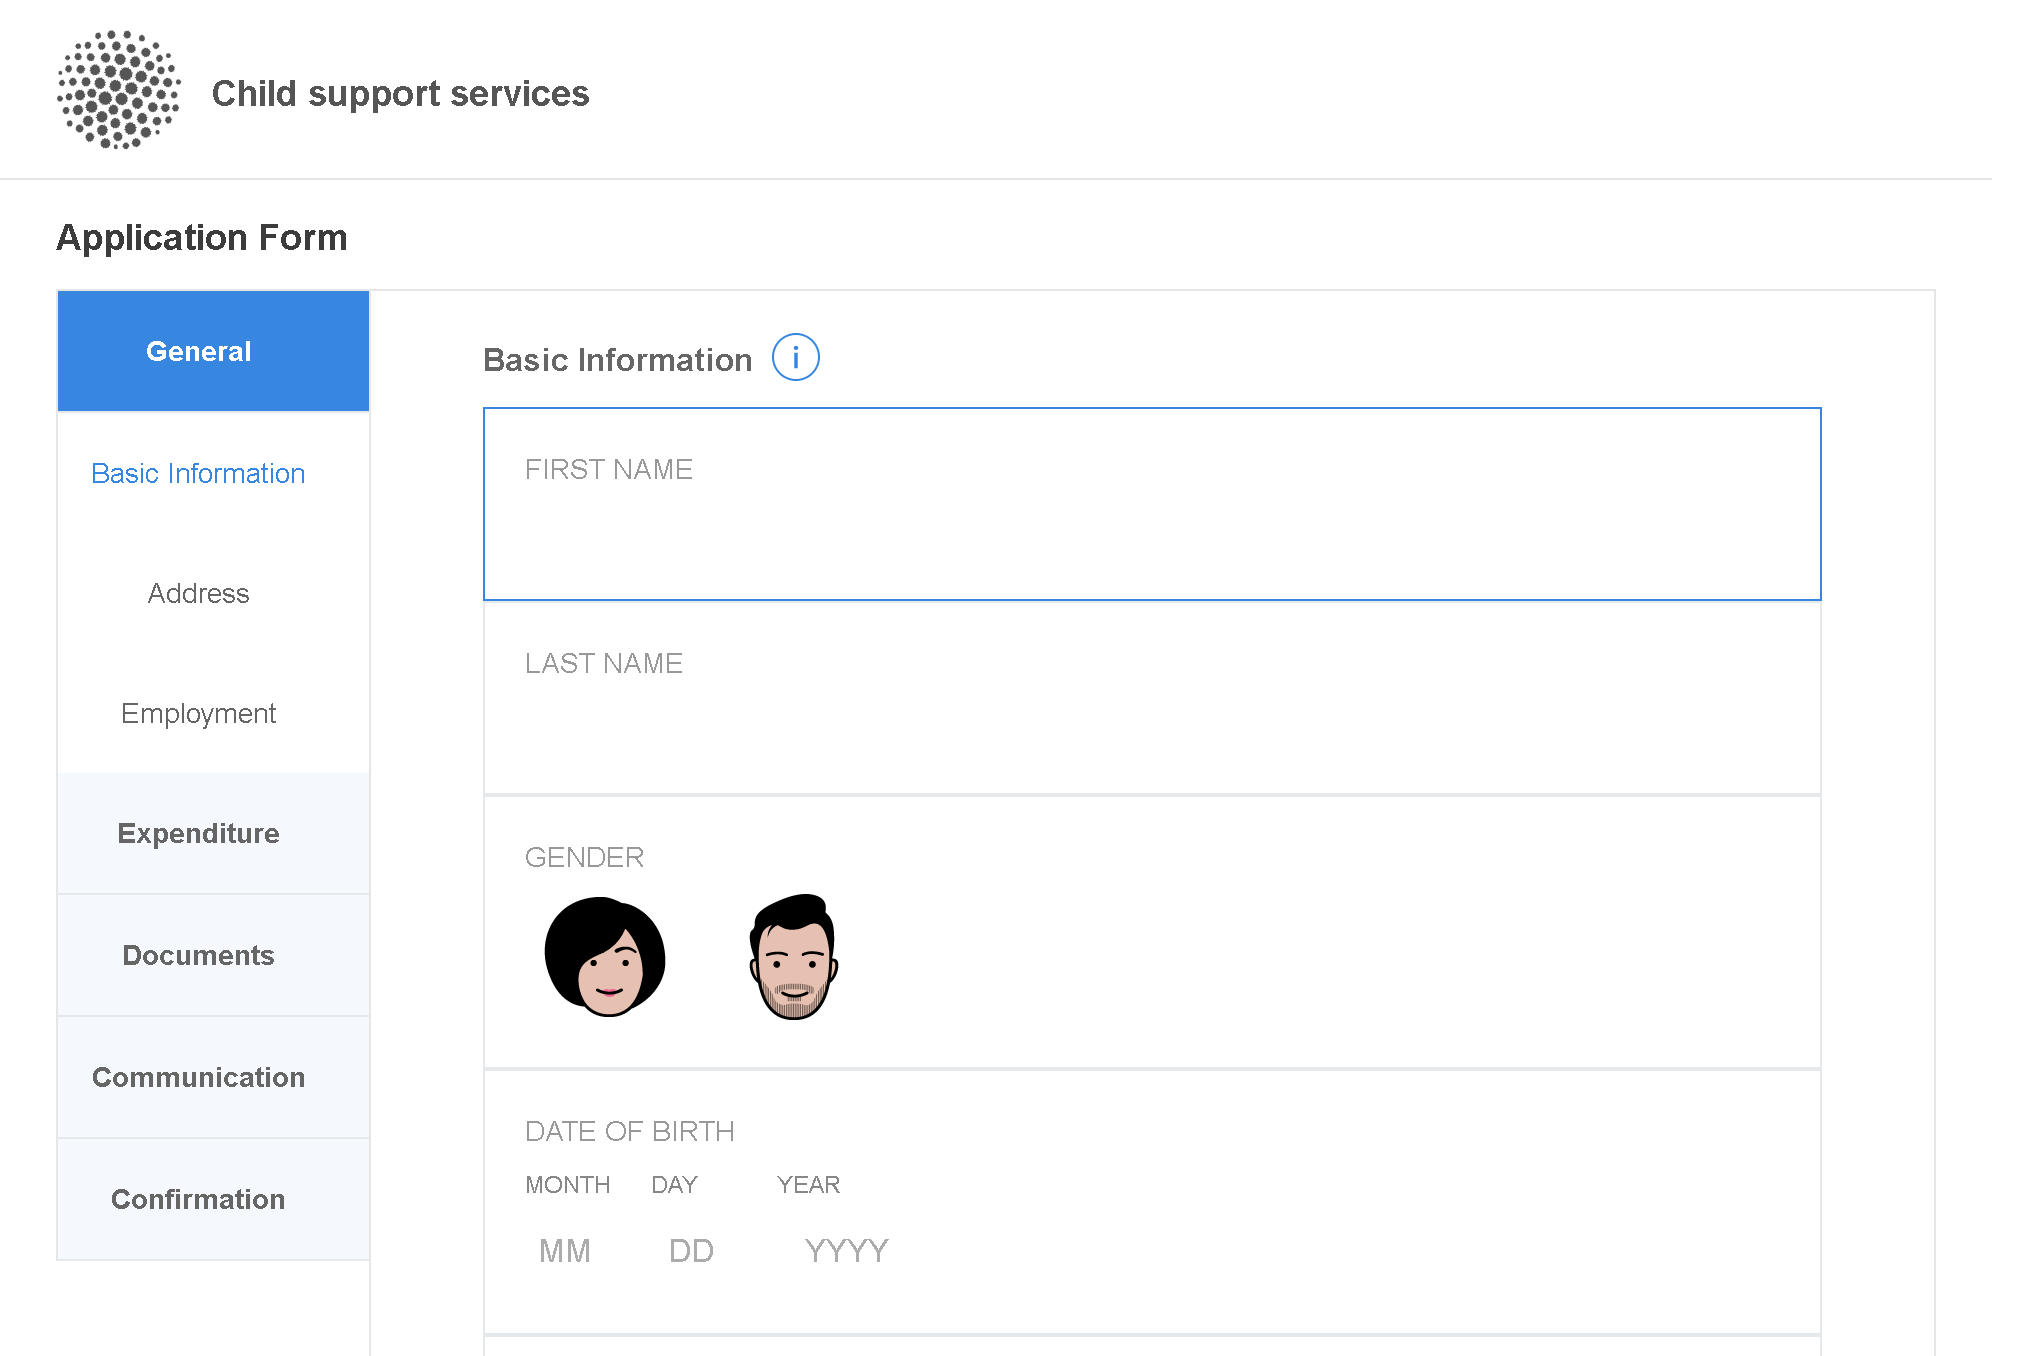 Child support services
Application Form
General
Basic Information
Address
Employment
Expenditure
Documents
Communication
Confirmation
Basic Information i
FIRST NAME
LAST NAME
GENDER
DATE OF BIRTH
MONTH DAY YEAR
MM DD YYYY